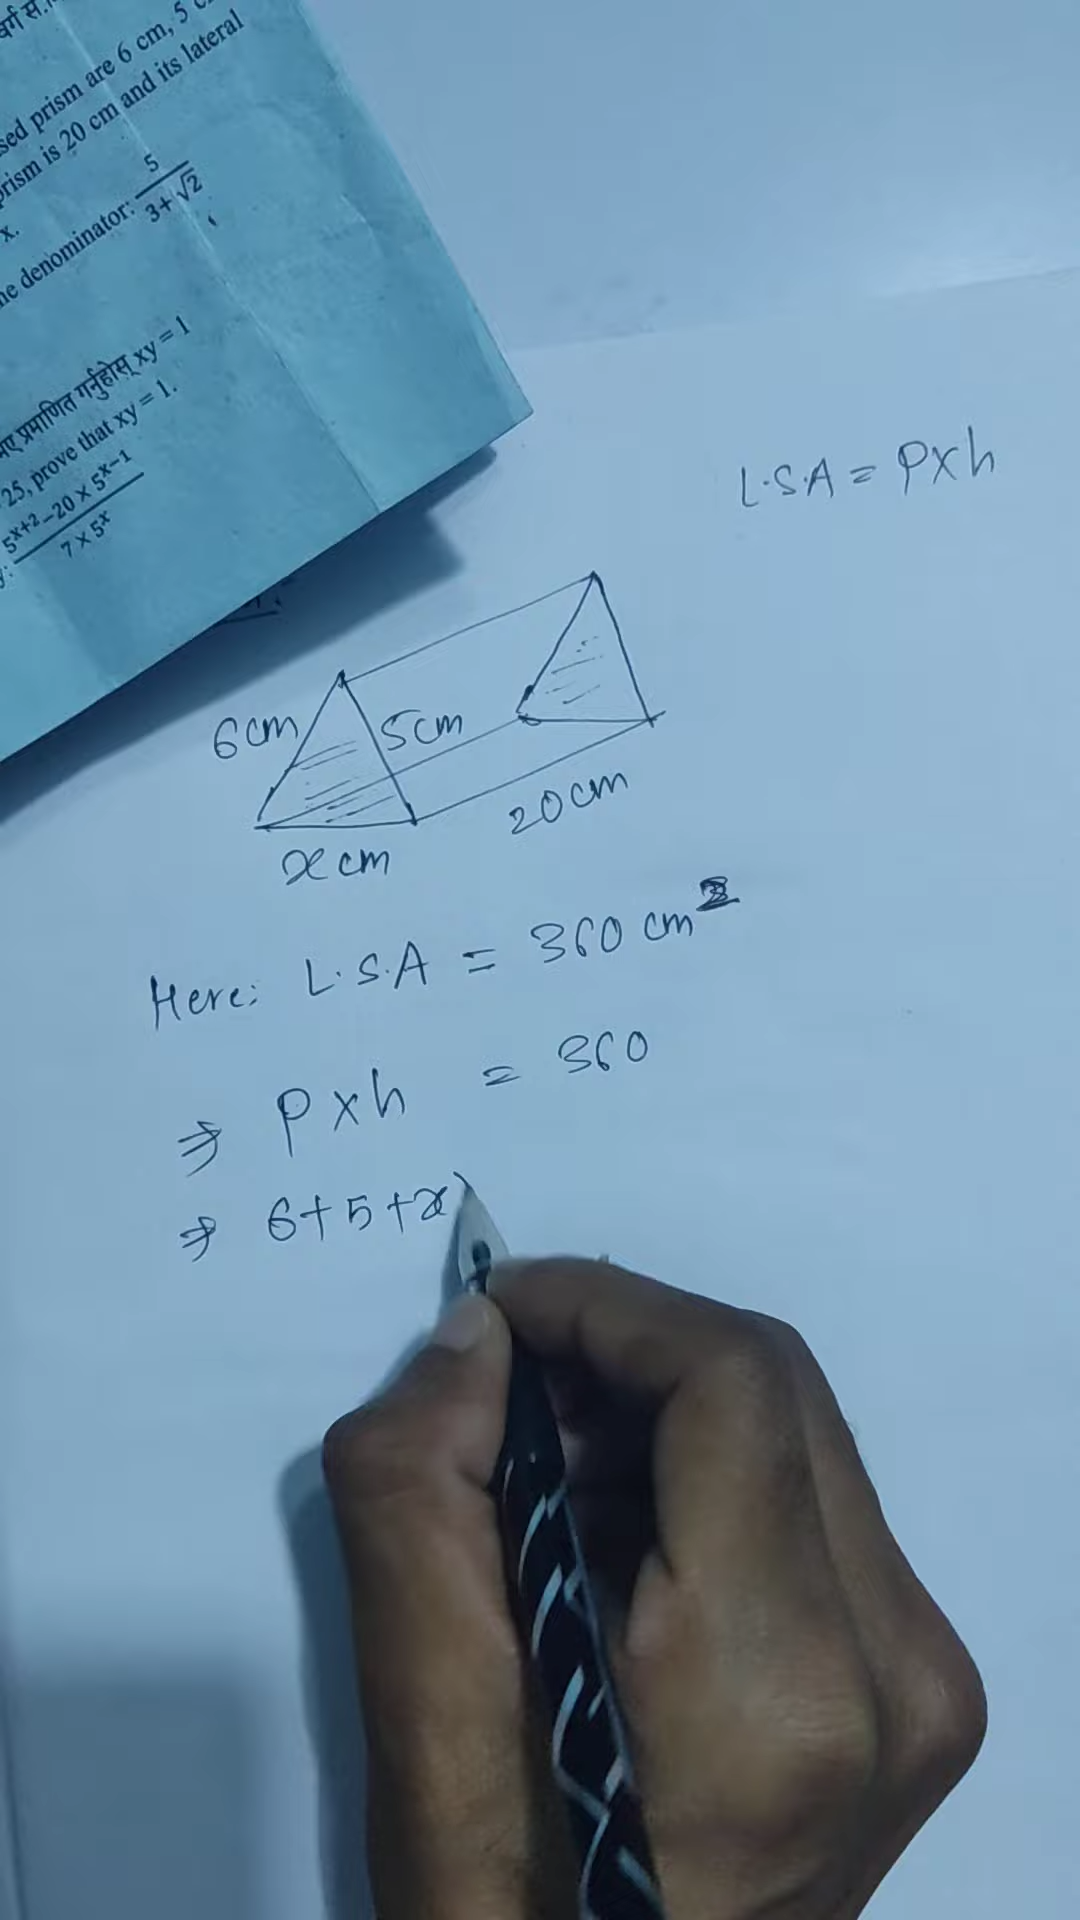 वर्ग से.
sed prism are 6 cm, 5
prism is 20 cm and its lateral
x.
he denominator: 5 / 3+√2
प्रमाणित गर्नुहोस् xy = 1
25, prove that xy = 1.
5^(x+2) – 20 × 5^(x–1) / 7 × 5^x
L.S.A = P×h
6cm
5cm
20cm
x cm
Here: L.S.A = 360 cm²
⇒ P×h = 360
⇒ 6+5+x)